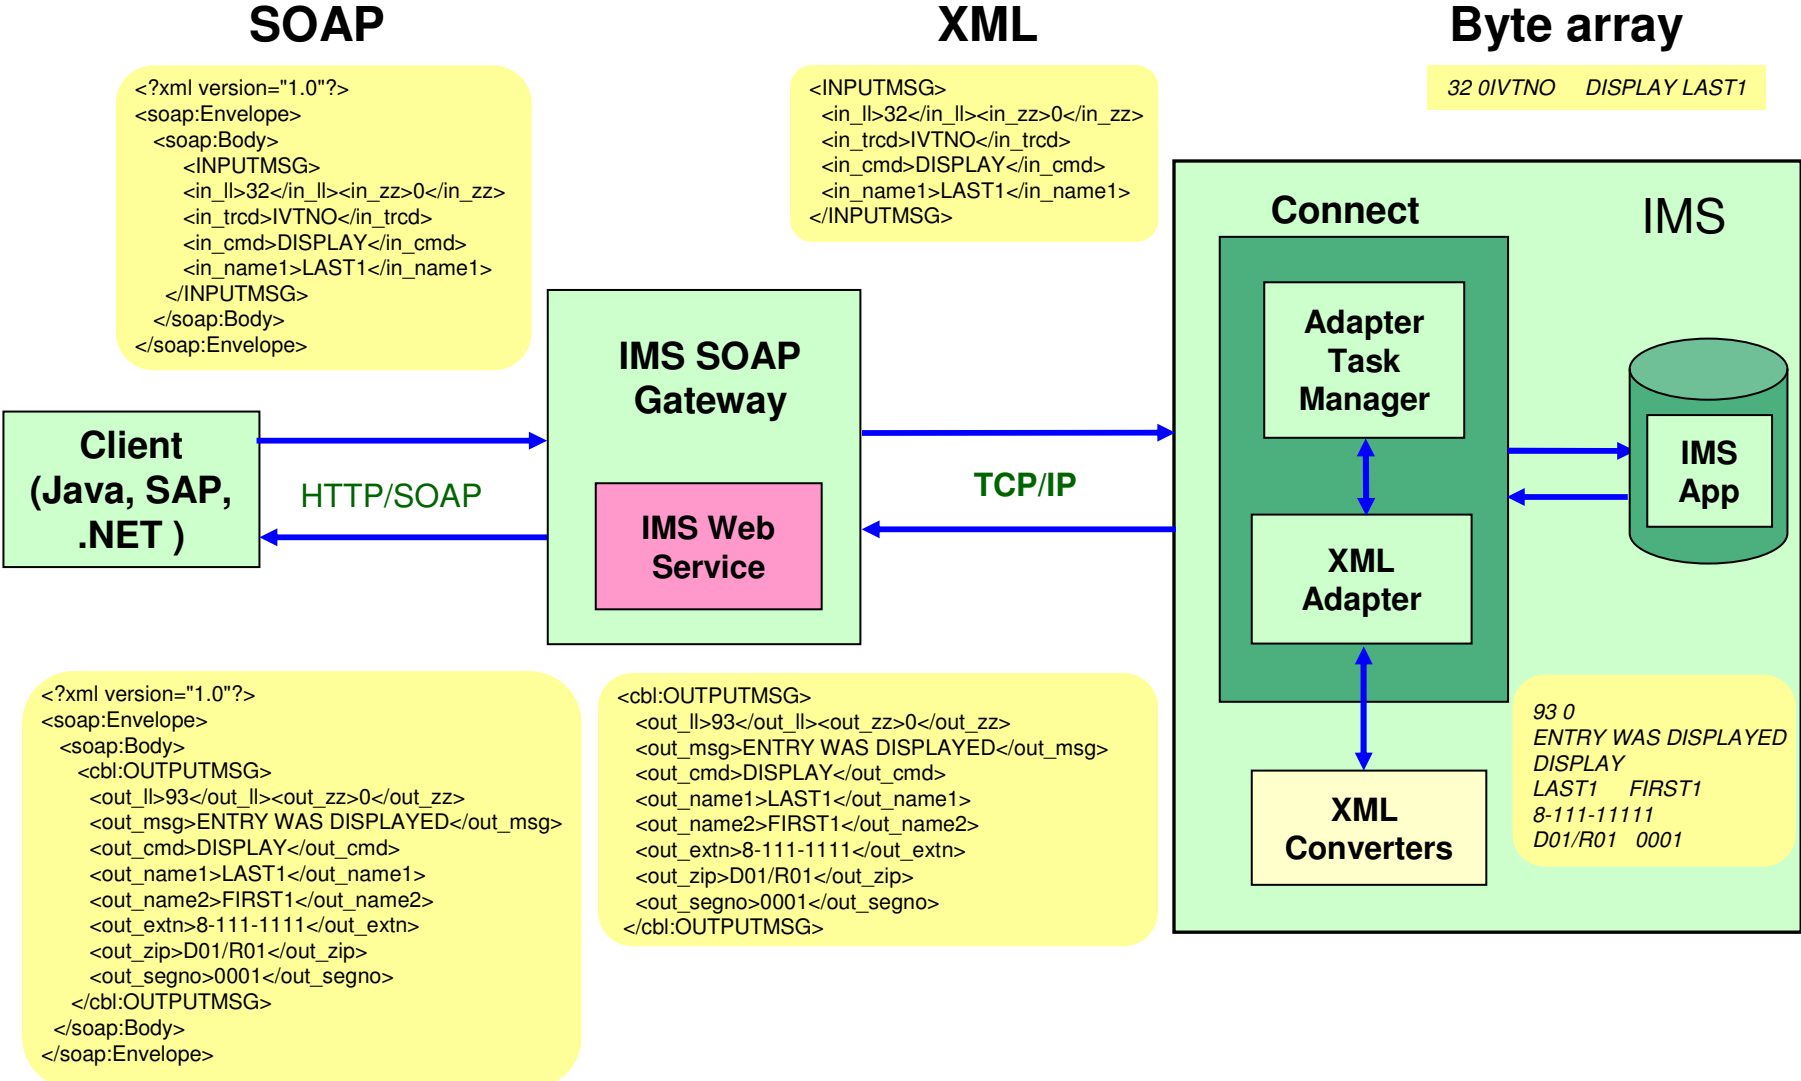 SOAP
XML
Byte array
<?xml version="1.0"?>
<soap:Envelope>
<soap:Body>
<INPUTMSG>
<in_ll>32</in_ll><in_zz>0</in_zz>
<in_trcd>IVTNO</in_trcd>
<in_cmd>DISPLAY</in_cmd>
<in_name1>LAST1</in_name1>
</INPUTMSG>
</soap:Body>
</soap:Envelope>
<INPUTMSG>
<in_ll>32</in_ll><in_zz>0</in_zz>
<in_trcd>IVTNO</in_trcd>
<in_cmd>DISPLAY</in_cmd>
<in_name1>LAST1</in_name1>
</INPUTMSG>
32 0IVTNO DISPLAY LAST1
Client
(Java, SAP,
.NET )
HTTP/SOAP
IMS SOAP
Gateway
IMS Web
Service
TCP/IP
Connect
IMS
Adapter
Task
Manager
XML
Adapter
XML
Converters
IMS
App
<?xml version="1.0"?>
<soap:Envelope>
<soap:Body>
<cbl:OUTPUTMSG>
<out_ll>93</out_ll><out_zz>0</out_zz>
<out_msg>ENTRY WAS DISPLAYED</out_msg>
<out_cmd>DISPLAY</out_cmd>
<out_name1>LAST1</out_name1>
<out_name2>FIRST1</out_name2>
<out_extn>8-111-1111</out_extn>
<out_zip>D01/R01</out_zip>
<out_segno>0001</out_segno>
</cbl:OUTPUTMSG>
</soap:Body>
</soap:Envelope>
<cbl:OUTPUTMSG>
<out_ll>93</out_ll><out_zz>0</out_zz>
<out_msg>ENTRY WAS DISPLAYED</out_msg>
<out_cmd>DISPLAY</out_cmd>
<out_name1>LAST1</out_name1>
<out_name2>FIRST1</out_name2>
<out_extn>8-111-1111</out_extn>
<out_zip>D01/R01</out_zip>
<out_segno>0001</out_segno>
</cbl:OUTPUTMSG>
93 0
ENTRY WAS DISPLAYED
DISPLAY
LAST1 FIRST1
8-111-11111
D01/R01 0001